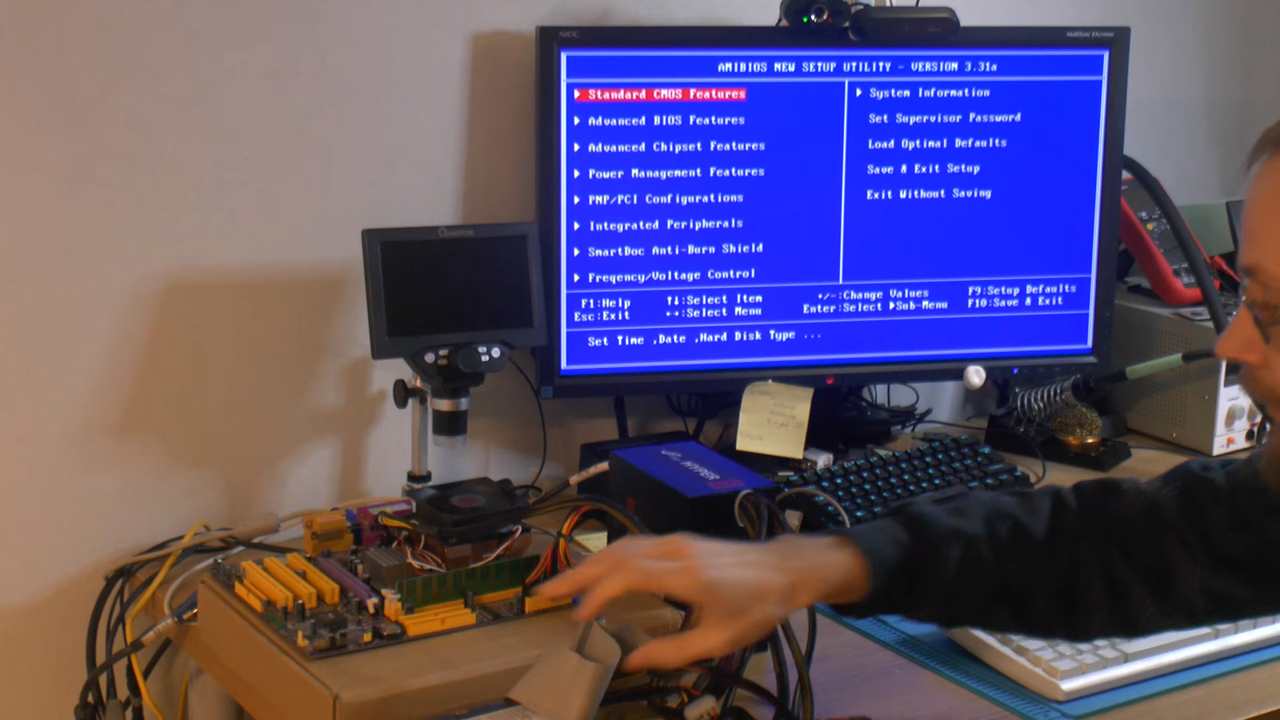 NEC
AMIBIOS NEW SETUP UTILITY - VERSION 3.31a
Standard CMOS Features
Advanced BIOS Features
Advanced Chipset Features
Power Management Features
PNP/PCI Configurations
Integrated Peripherals
SmartDoc Anti-Burn Shield
Freqency/Voltage Control
System Information
Set Supervisor Password
Load Optimal Defaults
Save & Exit Setup
Exit Without Saving
F1:Help ↑↓:Select Item +/-:Change Values F9:Setup Defaults
Esc:Exit ←→:Select Menu Enter:Select ▶Sub-Menu F10:Save & Exit
Set Time ,Date ,Hard Disk Type ...
HYPER